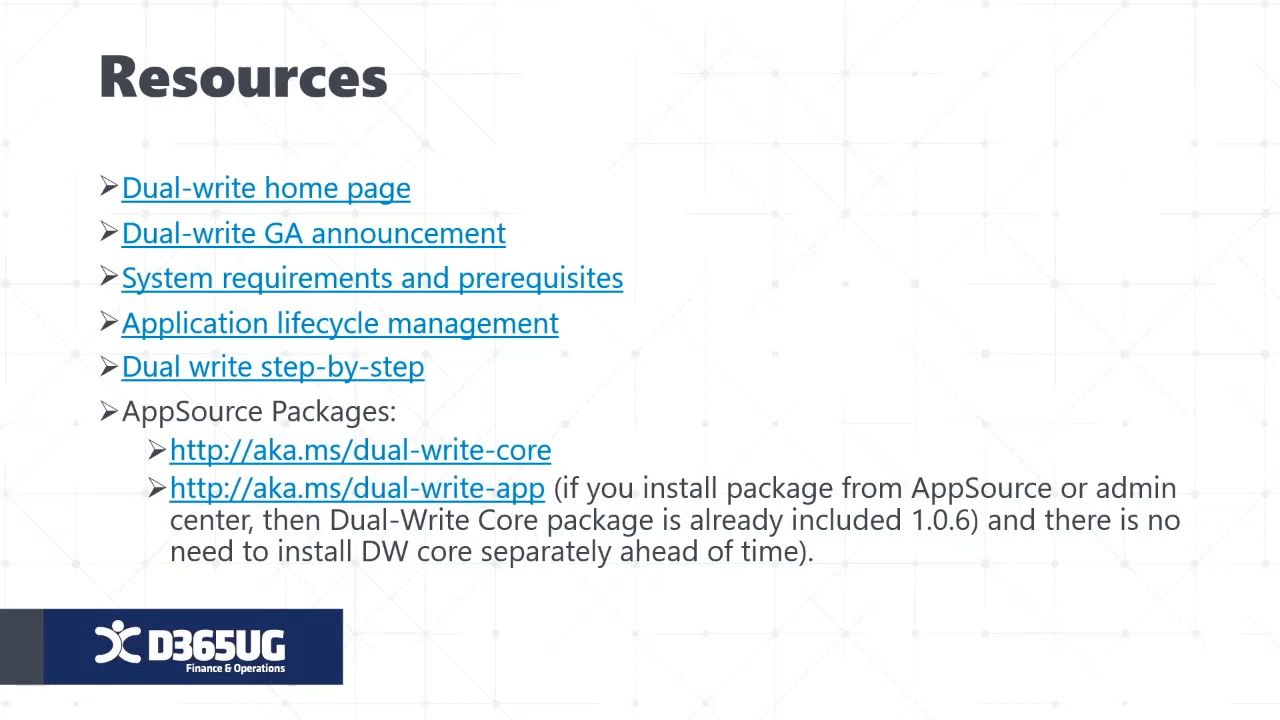 Resources
➢Dual-write home page
➢Dual-write GA announcement
➢System requirements and prerequisites
➢Application lifecycle management
➢Dual write step-by-step
➢AppSource Packages:
➢http://aka.ms/dual-write-core
➢http://aka.ms/dual-write-app (if you install package from AppSource or admin
center, then Dual-Write Core package is already included 1.0.6) and there is no
need to install DW core separately ahead of time).
D365UG
Finance & Operations